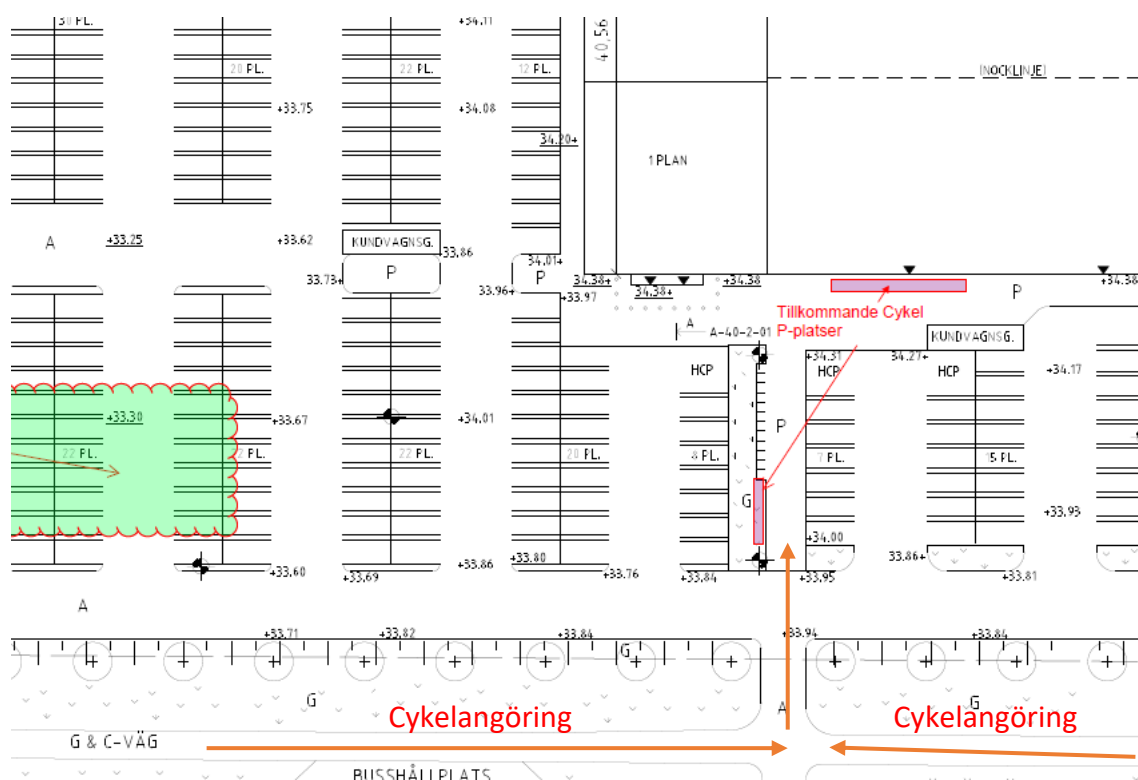 30 PL.
+34.11
40,56
20 PL.
22 PL.
12 PL.
(NOCKLINJE)
+33.75
+34.08
34.20+
1 PLAN
A
+33.25
+33.62
KUNDVAGNSG.
33.86
34.01+
33.73+
P
P
33.96+
+33.97
34.38+
34.38+
+34.38
P
+34.38
Tillkommande Cykel
P-platser
A
A-40-2-01
KUNDVAGNSG.
+34.31
34.27+
HCP
HCP
HCP
+34.17
+33.30
+33.67
+34.01
P
22 PL.
22 PL.
22 PL.
20 PL.
8 PL.
7 PL.
15 PL.
G
+33.93
+34.00
+33.60
+33.69
+33.86
+33.80
+33.76
+33.84
+33.95
33.86+
+33.81
A
+33.71
+33.82
+33.84
+33.94
+33.84
G
G
Cykelangöring
A
Cykelangöring
G
G & C-VÄG
BUSSHÅLLPLATS